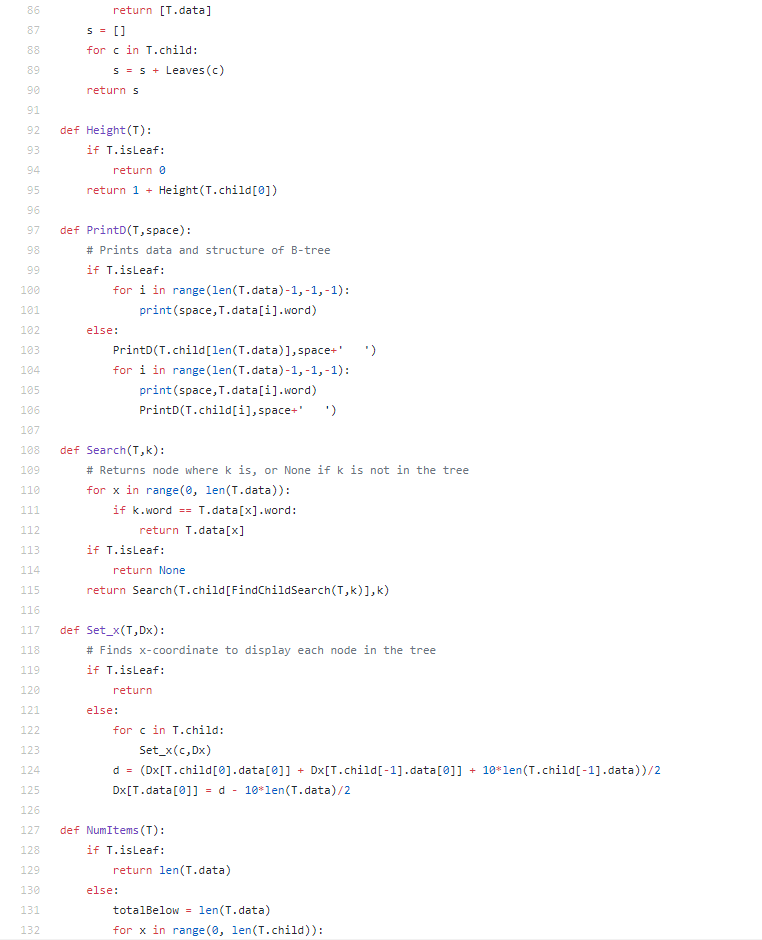 86 return [T.data]
87 s = []
88 for c in T.child:
89 s = s + Leaves(c)
90 return s
91
92 def Height(T):
93 if T.isLeaf:
94 return 0
95 return 1 + Height(T.child[0])
96
97 def PrintD(T,space):
98 # Prints data and structure of B-tree
99 if T.isLeaf:
100 for i in range(len(T.data)-1,-1,-1):
101 print(space,T.data[i].word)
102 else:
103 PrintD(T.child[len(T.data)],space+'   ')
104 for i in range(len(T.data)-1,-1,-1):
105 print(space,T.data[i].word)
106 PrintD(T.child[i],space+'   ')
107
108 def Search(T,k):
109 # Returns node where k is, or None if k is not in the tree
110 for x in range(0, len(T.data)):
111 if k.word == T.data[x].word:
112 return T.data[x]
113 if T.isLeaf:
114 return None
115 return Search(T.child[FindChildSearch(T,k)],k)
116
117 def Set_x(T,Dx):
118 # Finds x-coordinate to display each node in the tree
119 if T.isLeaf:
120 return
121 else:
122 for c in T.child:
123 Set_x(c,Dx)
124 d = (Dx[T.child[0].data[0]] + Dx[T.child[-1].data[0]] + 10*len(T.child[-1].data))/2
125 Dx[T.data[0]] = d - 10*len(T.data)/2
126
127 def NumItems(T):
128 if T.isLeaf:
129 return len(T.data)
130 else:
131 totalBelow = len(T.data)
132 for x in range(0, len(T.child)):